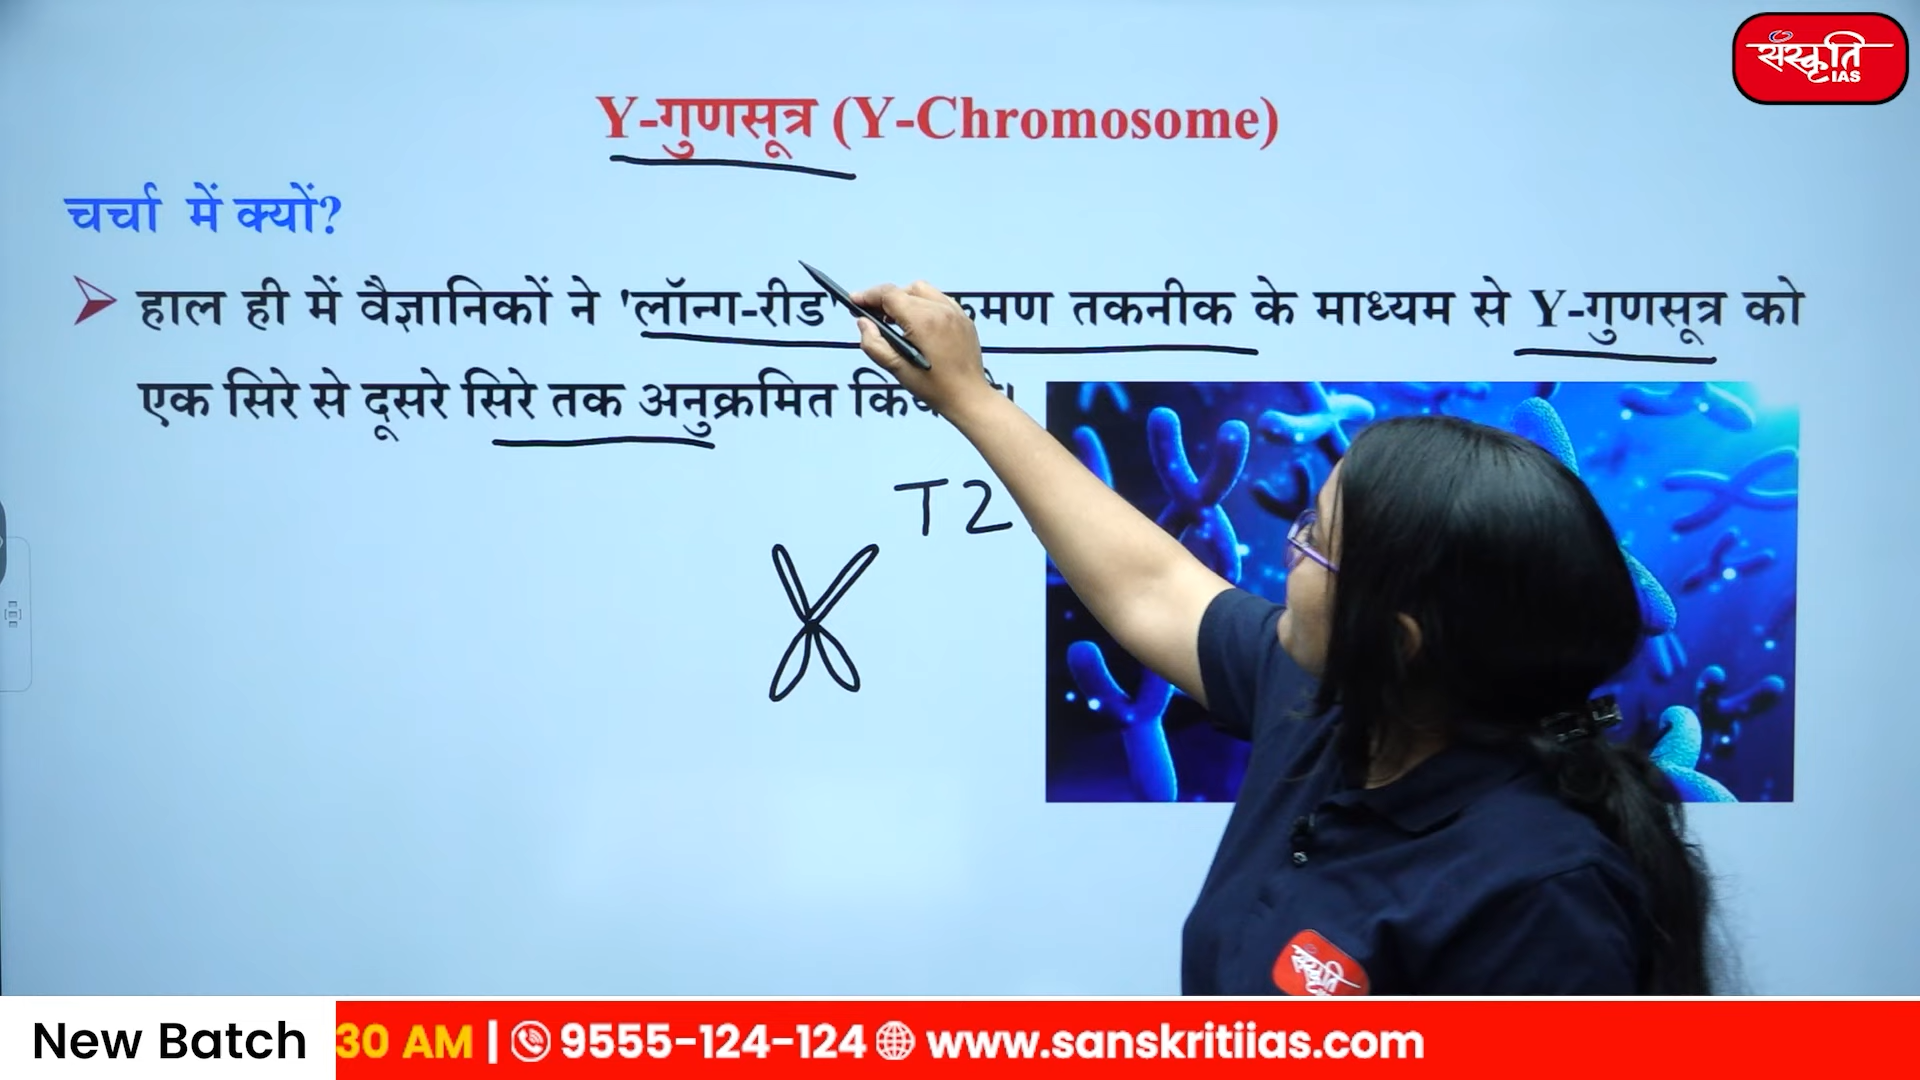 संस्कृति
IAS
Y-गुणसूत्र (Y-Chromosome)
चर्चा में क्यों?
हाल ही में वैज्ञानिकों ने 'लॉन्ग-रीड' तकनीक के माध्यम से Y-गुणसूत्र को
एक सिरे से दूसरे सिरे तक अनुक्रमित
T2
संस्कृति
IAS
New Batch 30 AM | 9555-124-124 www.sanskritiias.com